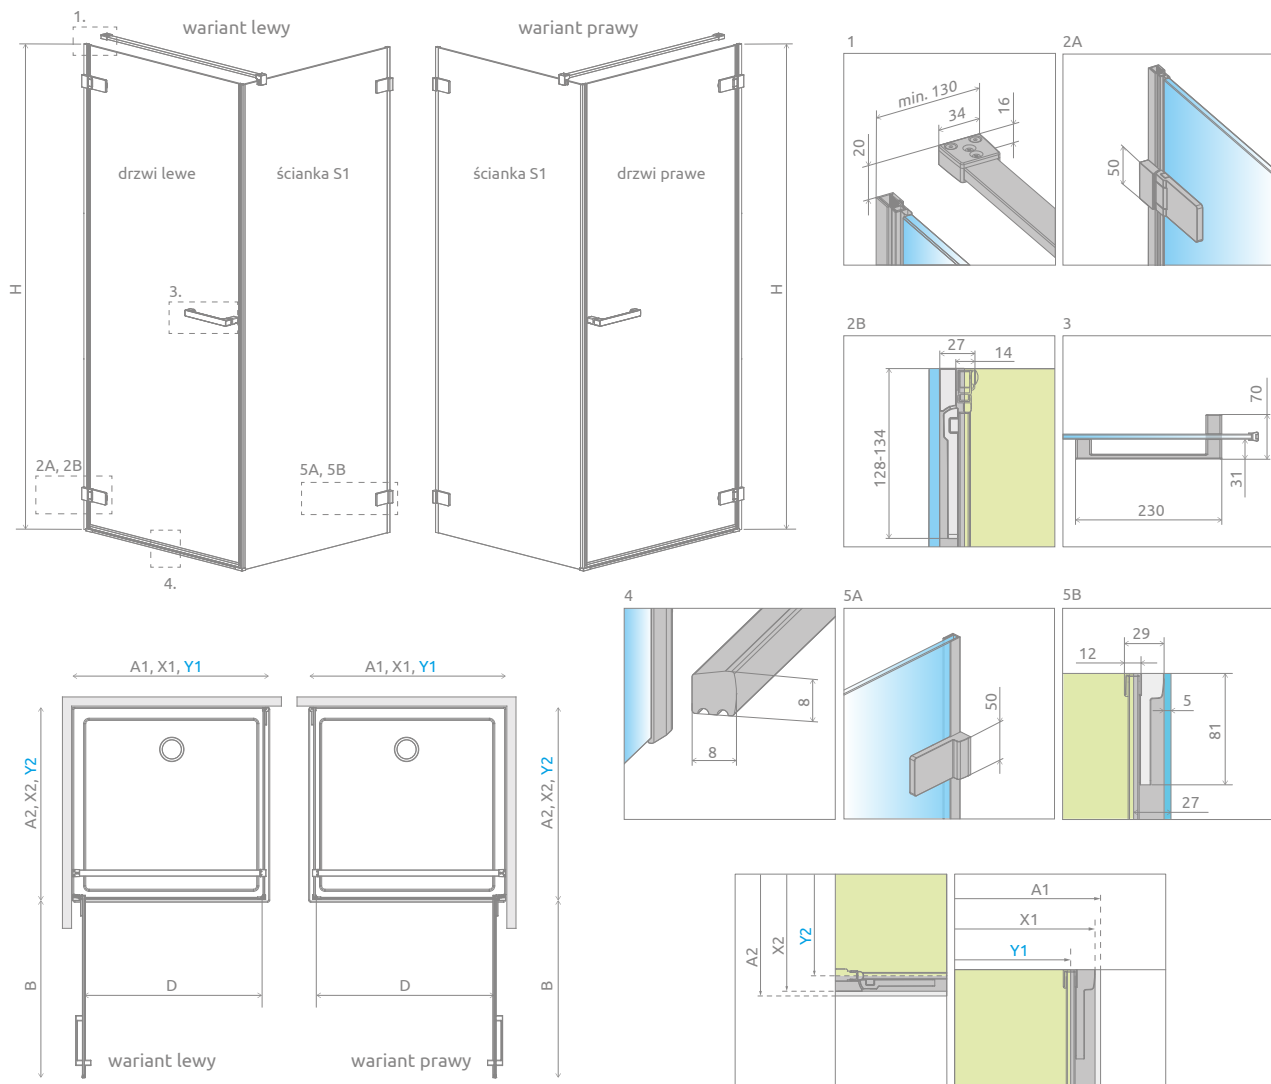 1.
wariant lewy
wariant prawy
drzwi lewe
ścianka S1
ścianka S1
drzwi prawe
H
H
3.
2A, 2B
5A, 5B
4.
1
min. 130
34
16
20
2A
50
2B
27
14
128-134
3
70
31
230
4
8
8
5A
50
5B
29
12
5
81
27
A1, X1, Y1
A1, X1, Y1
A2, X2, Y2
A2, X2, Y2
B
D
D
B
wariant lewy
wariant prawy
A2
X2
Y2
A1
X1
Y1